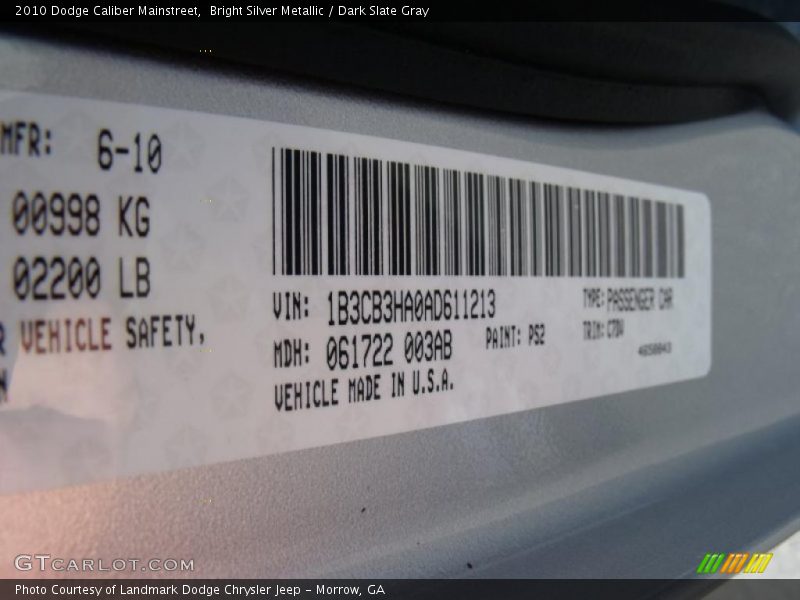 2010 Dodge Caliber Mainstreet, Bright Silver Metallic / Dark Slate Gray
MFR: 6-10
00998 KG
02200 LB
R VEHICLE SAFETY,
N
VIN: 1B3CB3HA0AD611213
TYPE: PASSENGER CAR
MDH: 061722 003AB
PAINT: PS2
TRIM: C7DV
VEHICLE MADE IN U.S.A.
GTCARLOT.COM
Photo Courtesy of Landmark Dodge Chrysler Jeep – Morrow, GA